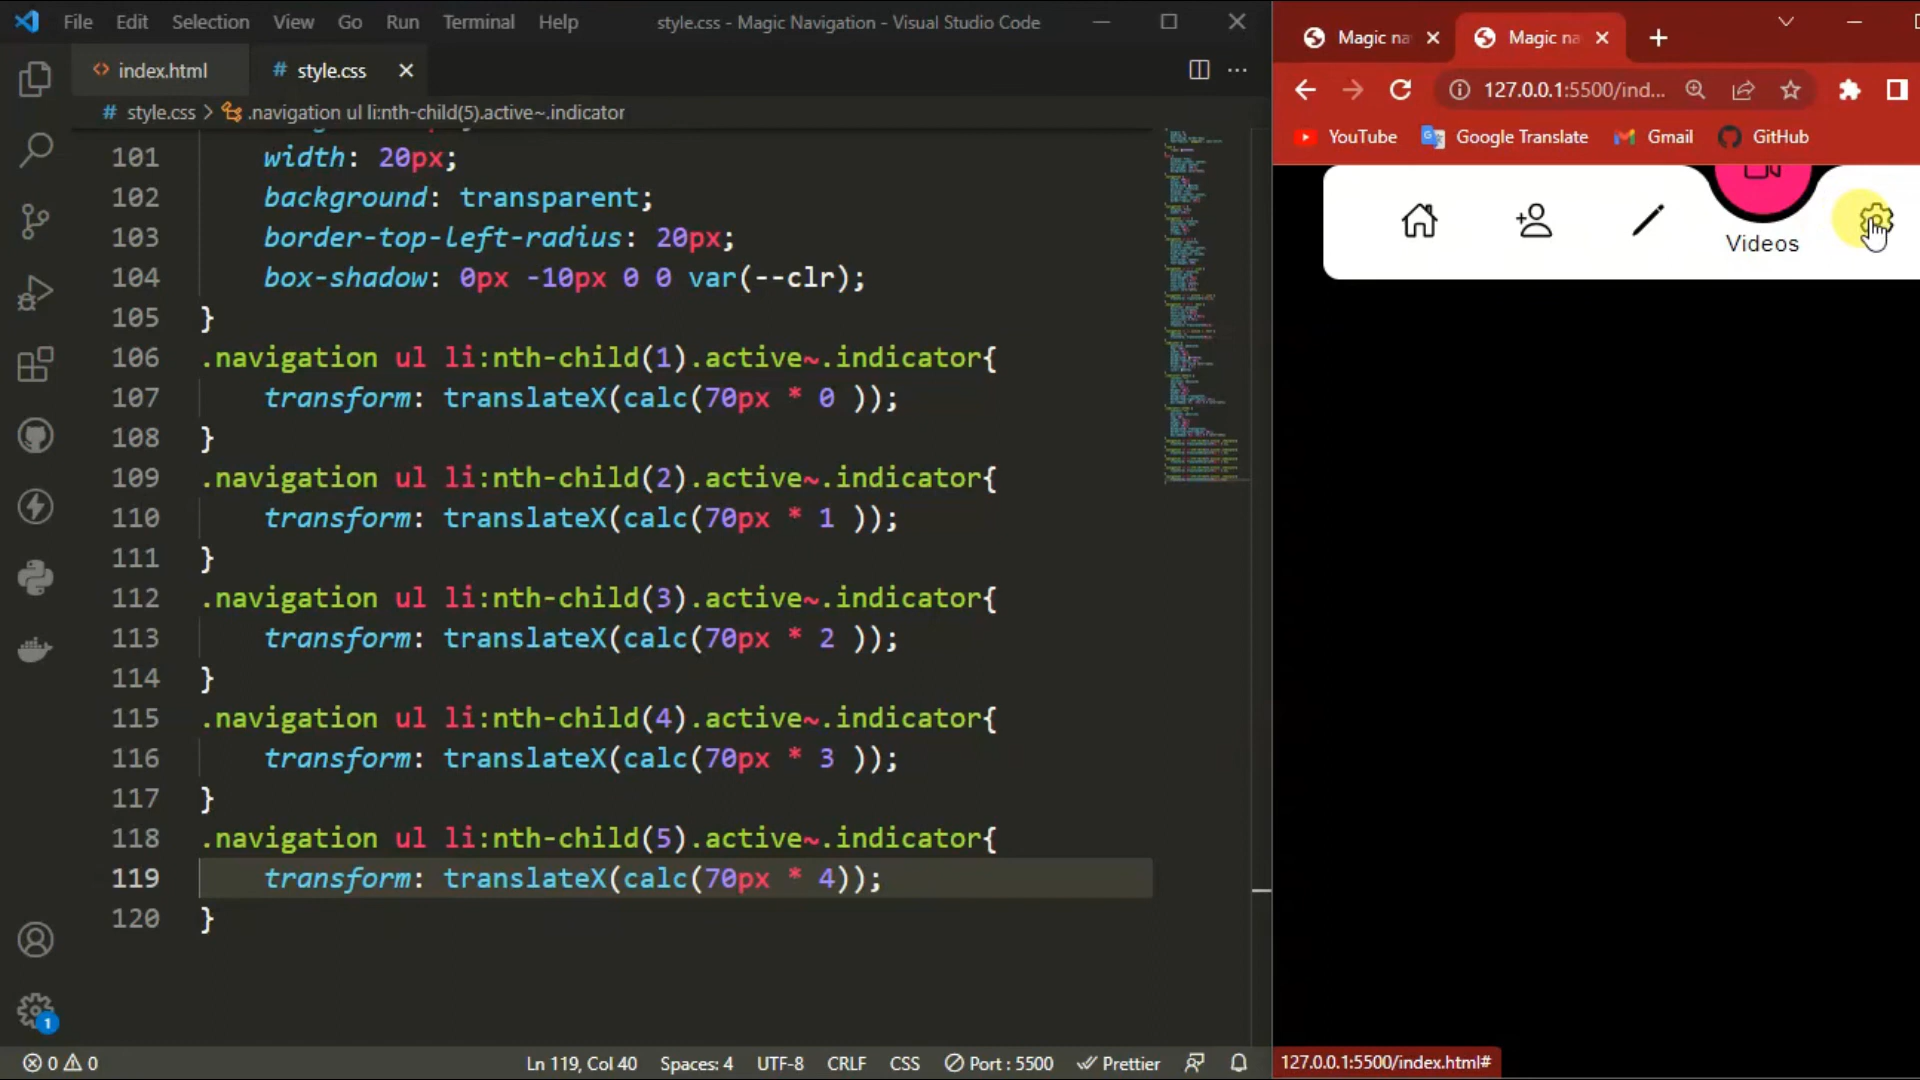 File Edit Selection View Go Run Terminal Help style.css - Magic Navigation - Visual Studio Code
index.html style.css
# style.css > .navigation ul li:nth-child(5).active~.indicator
101 width: 20px;
102 background: transparent;
103 border-top-left-radius: 20px;
104 box-shadow: 0px -10px 0 0 var(--clr);
105 }
106 .navigation ul li:nth-child(1).active~.indicator{
107 transform: translateX(calc(70px * 0 ));
108 }
109 .navigation ul li:nth-child(2).active~.indicator{
110 transform: translateX(calc(70px * 1 ));
111 }
112 .navigation ul li:nth-child(3).active~.indicator{
113 transform: translateX(calc(70px * 2 ));
114 }
115 .navigation ul li:nth-child(4).active~.indicator{
116 transform: translateX(calc(70px * 3 ));
117 }
118 .navigation ul li:nth-child(5).active~.indicator{
119 transform: translateX(calc(70px * 4));
120 }
1
0 0 Ln 119, Col 40 Spaces: 4 UTF-8 CRLF CSS Port : 5500 Prettier
Magic na Magic na
127.0.0.1:5500/ind...
YouTube Google Translate Gmail GitHub
Videos
127.0.0.1:5500/index.html#